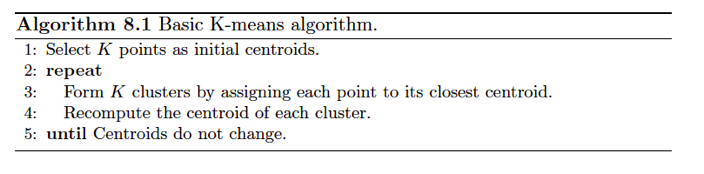 Algorithm 8.1 Basic K-means algorithm.
1: Select K points as initial centroids.
2: repeat
3: Form K clusters by assigning each point to its closest centroid.
4: Recompute the centroid of each cluster.
5: until Centroids do not change.